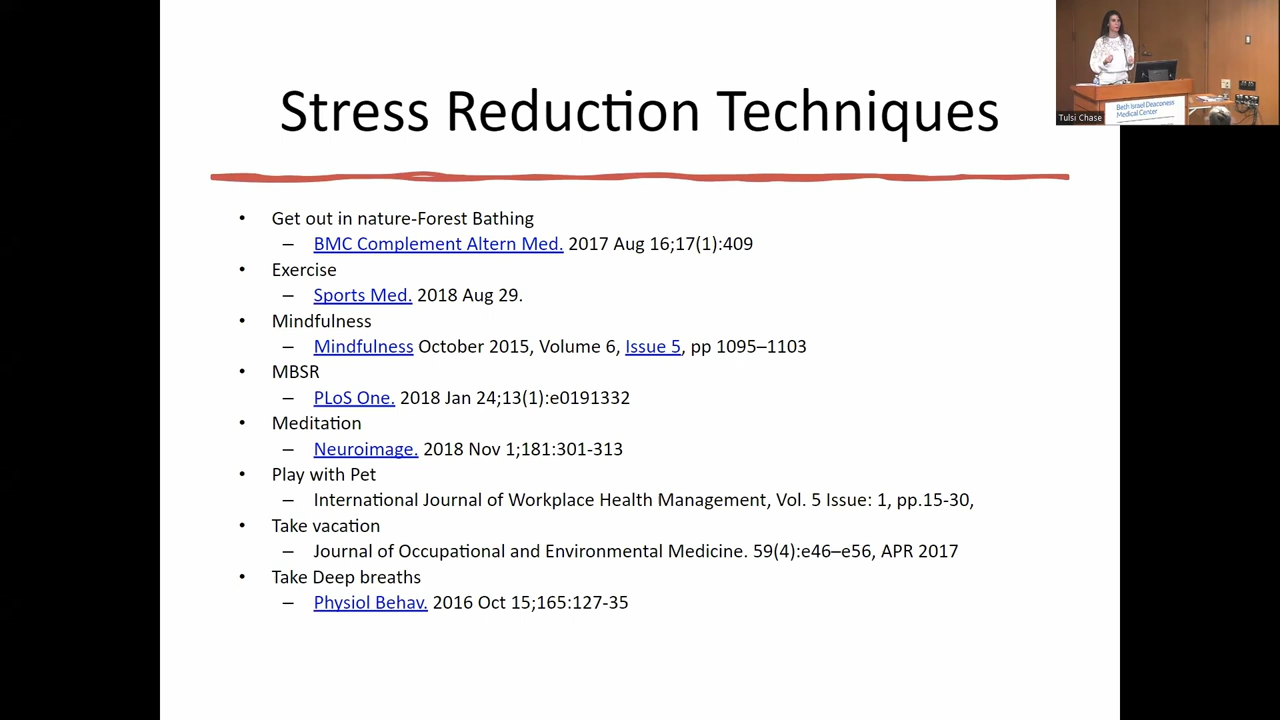 Stress Reduction Techniques
• Get out in nature-Forest Bathing
– BMC Complement Altern Med. 2017 Aug 16;17(1):409
• Exercise
– Sports Med. 2018 Aug 29.
• Mindfulness
– Mindfulness October 2015, Volume 6, Issue 5, pp 1095–1103
• MBSR
– PLoS One. 2018 Jan 24;13(1):e0191332
• Meditation
– Neuroimage. 2018 Nov 1;181:301-313
• Play with Pet
– International Journal of Workplace Health Management, Vol. 5 Issue: 1, pp.15-30,
• Take vacation
– Journal of Occupational and Environmental Medicine. 59(4):e46–e56, APR 2017
• Take Deep breaths
– Physiol Behav. 2016 Oct 15;165:127-35
Beth Israel Deaconess
Medical Center
Tulsi Chase